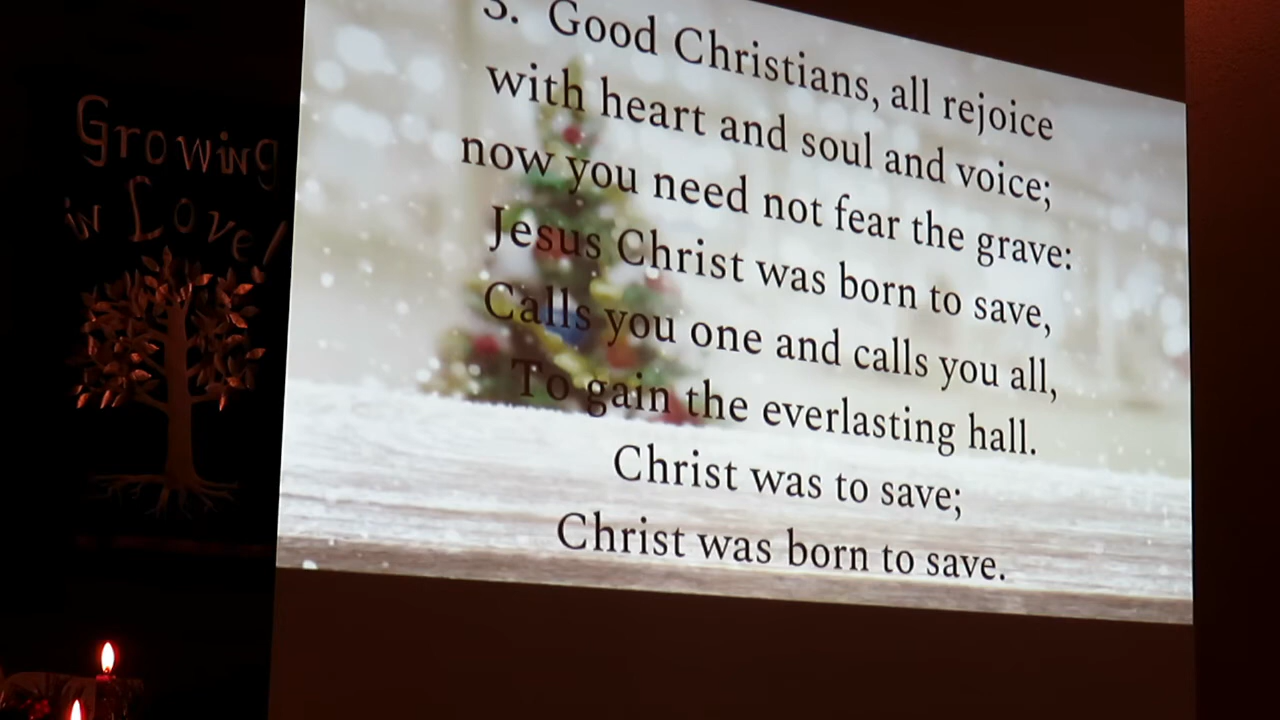 Growing
in Love!
3. Good Christians, all rejoice
with heart and soul and voice;
now you need not fear the grave:
Jesus Christ was born to save,
Calls you one and calls you all,
To gain the everlasting hall.
Christ was to save;
Christ was born to save.